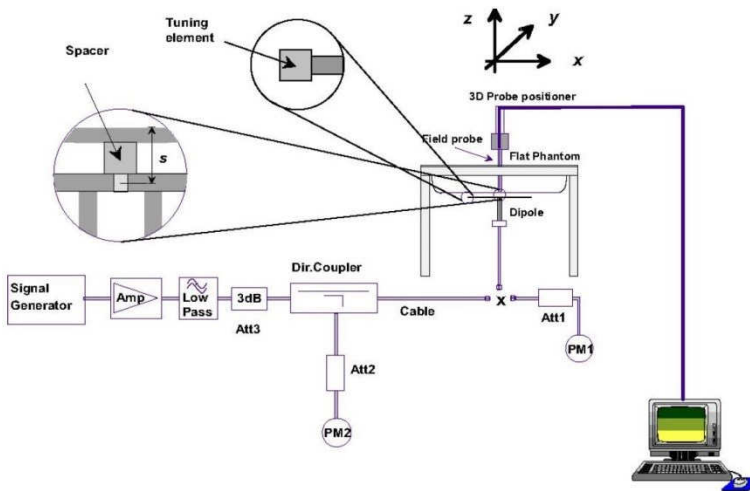 Tuning
element
Spacer
s
z
y
x
3D Probe positioner
Field probe
Flat Phantom
Dipole
Signal
Generator
Amp
Low
Pass
3dB
Att3
Dir.Coupler
Cable
x
Att1
PM1
Att2
PM2